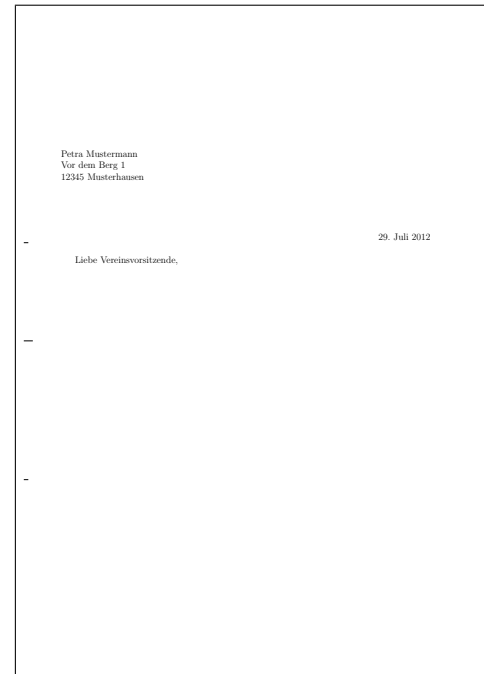 Petra Mustermann
Vor dem Berg 1
12345 Musterhausen
29. Juli 2012
Liebe Vereinsvorsitzende,